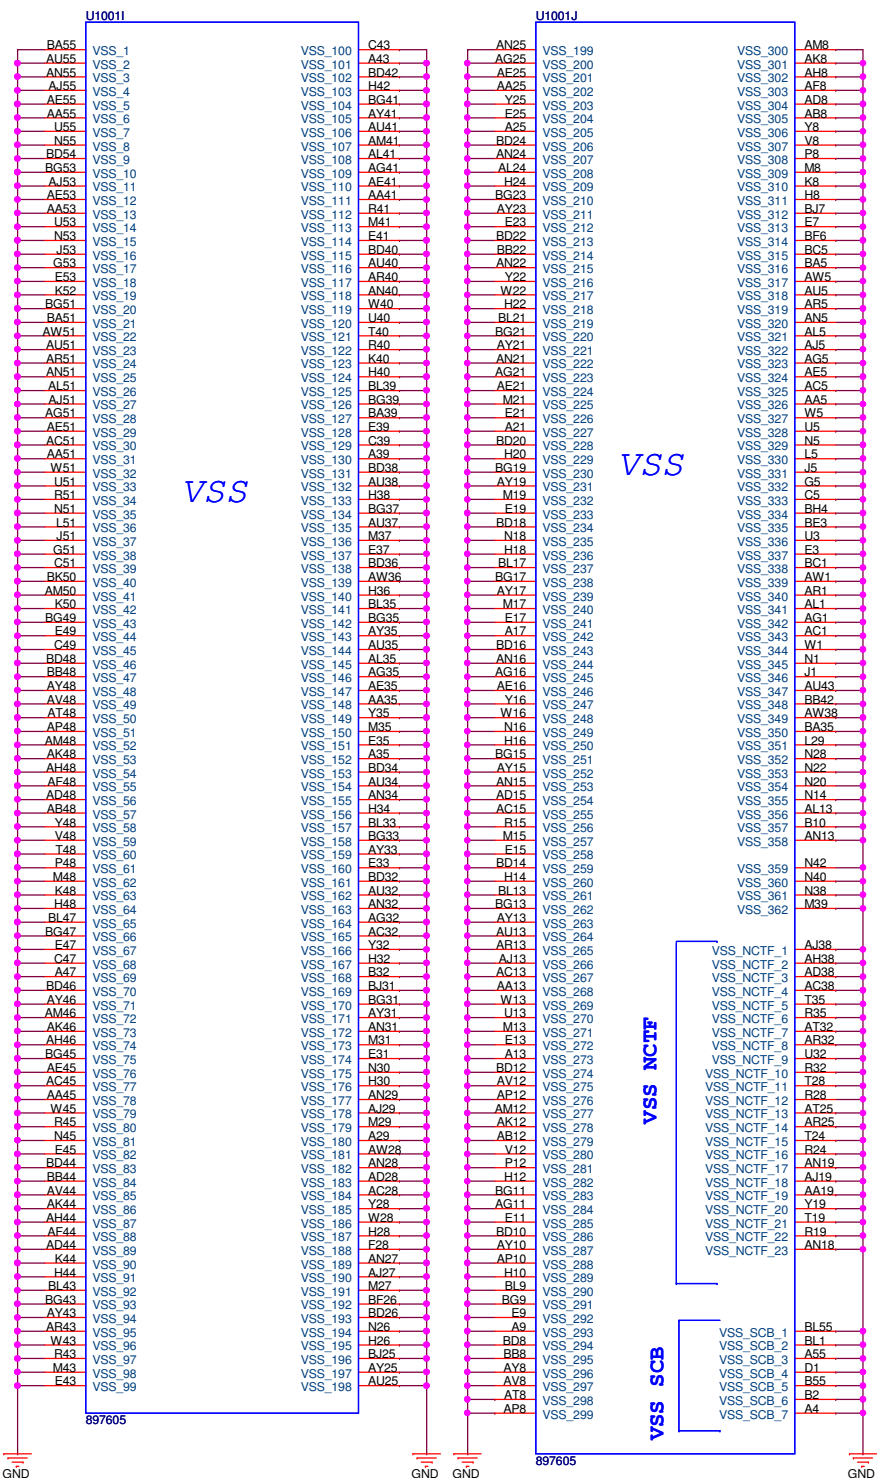 U1001I
BA55 VSS_1 VSS_100 C43
AU55 VSS_2 VSS_101 A43
AN55 VSS_3 VSS_102 BD42
AJ55 VSS_4 VSS_103 H42
AE55 VSS_5 VSS_104 BG41
AA55 VSS_6 VSS_105 AY41
U55 VSS_7 VSS_106 AU41
N55 VSS_8 VSS_107 AM41
BD54 VSS_9 VSS_108 AL41
BG53 VSS_10 VSS_109 AG41
AJ53 VSS_11 VSS_110 AE41
AE53 VSS_12 VSS_111 AA41
AA53 VSS_13 VSS_112 R41
U53 VSS_14 VSS_113 M41
N53 VSS_15 VSS_114 E41
J53 VSS_16 VSS_115 BD40
G53 VSS_17 VSS_116 AU40
E53 VSS_18 VSS_117 AR40
K52 VSS_19 VSS_118 AN40
BG51 VSS_20 VSS_119 W40
BA51 VSS_21 VSS_120 U40
AW51 VSS_22 VSS_121 T40
AU51 VSS_23 VSS_122 R40
AR51 VSS_24 VSS_123 K40
AN51 VSS_25 VSS_124 H40
AL51 VSS_26 VSS_125 BL39
AJ51 VSS_27 VSS_126 BG39
AG51 VSS_28 VSS_127 BA39
AE51 VSS_29 VSS_128 E39
AC51 VSS_30 VSS_129 C39
AA51 VSS_31 VSS_130 A39
W51 VSS_32 VSS_131 BD38
U51 VSS_33 VSS_132 AU38
R51 VSS_34 VSS_133 H38
N51 VSS_35 VSS_134 BG37
L51 VSS_36 VSS_135 AU37
J51 VSS_37 VSS_136 M37
G51 VSS_38 VSS_137 E37
C51 VSS_39 VSS_138 BD36
BK50 VSS_40 VSS_139 AW36
AM50 VSS_41 VSS_140 H36
K50 VSS_42 VSS_141 BL35
BG49 VSS_43 VSS_142 BG35
E49 VSS_44 VSS_143 AY35
C49 VSS_45 VSS_144 AU35
BD48 VSS_46 VSS_145 AL35
BB48 VSS_47 VSS_146 AG35
AY48 VSS_48 VSS_147 AE35
AV48 VSS_49 VSS_148 AA35
AT48 VSS_50 VSS_149 Y35
AP48 VSS_51 VSS_150 M35
AM48 VSS_52 VSS_151 E35
AK48 VSS_53 VSS_152 A35
AH48 VSS_54 VSS_153 BD34
AF48 VSS_55 VSS_154 AU34
AD48 VSS_56 VSS_155 AN34
AB48 VSS_57 VSS_156 H34
Y48 VSS_58 VSS_157 BL33
V48 VSS_59 VSS_158 BG33
T48 VSS_60 VSS_159 AY33
P48 VSS_61 VSS_160 E33
M48 VSS_62 VSS_161 BD32
K48 VSS_63 VSS_162 AU32
H48 VSS_64 VSS_163 AN32
BL47 VSS_65 VSS_164 AG32
BG47 VSS_66 VSS_165 AC32
E47 VSS_67 VSS_166 Y32
C47 VSS_68 VSS_167 H32
A47 VSS_69 VSS_168 B32
BD46 VSS_70 VSS_169 BJ31
AY46 VSS_71 VSS_170 BG31
AM46 VSS_72 VSS_171 AY31
AK46 VSS_73 VSS_172 AN31
AH46 VSS_74 VSS_173 M31
BG45 VSS_75 VSS_174 E31
AE45 VSS_76 VSS_175 N30
AC45 VSS_77 VSS_176 H30
AA45 VSS_78 VSS_177 AN29
W45 VSS_79 VSS_178 AJ29
R45 VSS_80 VSS_179 M29
N45 VSS_81 VSS_180 A29
E45 VSS_82 VSS_181 AW28
BD44 VSS_83 VSS_182 AN28
BB44 VSS_84 VSS_183 AD28
AV44 VSS_85 VSS_184 AC28
AK44 VSS_86 VSS_185 Y28
AH44 VSS_87 VSS_186 W28
AF44 VSS_88 VSS_187 H28
AD44 VSS_89 VSS_188 F28
K44 VSS_90 VSS_189 AN27
H44 VSS_91 VSS_190 AJ27
BL43 VSS_92 VSS_191 M27
BG43 VSS_93 VSS_192 BF26
AY43 VSS_94 VSS_193 BD26
AR43 VSS_95 VSS_194 N26
W43 VSS_96 VSS_195 H26
R43 VSS_97 VSS_196 BJ25
M43 VSS_98 VSS_197 AY25
E43 VSS_99 VSS_198 AU25
VSS
897605
GND GND
U1001J
AN25 VSS_199 VSS_300 AM8
AG25 VSS_200 VSS_301 AK8
AE25 VSS_201 VSS_302 AH8
AA25 VSS_202 VSS_303 AF8
Y25 VSS_203 VSS_304 AD8
E25 VSS_204 VSS_305 AB8
A25 VSS_205 VSS_306 Y8
BD24 VSS_206 VSS_307 V8
AN24 VSS_207 VSS_308 P8
AL24 VSS_208 VSS_309 M8
H24 VSS_209 VSS_310 K8
BG23 VSS_210 VSS_311 H8
AY23 VSS_211 VSS_312 BJ7
E23 VSS_212 VSS_313 E7
BD22 VSS_213 VSS_314 BF6
BB22 VSS_214 VSS_315 BC5
AN22 VSS_215 VSS_316 BA5
Y22 VSS_216 VSS_317 AW5
W22 VSS_217 VSS_318 AU5
H22 VSS_218 VSS_319 AR5
BL21 VSS_219 VSS_320 AN5
BG21 VSS_220 VSS_321 AL5
AY21 VSS_221 VSS_322 AJ5
AN21 VSS_222 VSS_323 AG5
AG21 VSS_223 VSS_324 AE5
AE21 VSS_224 VSS_325 AC5
M21 VSS_225 VSS_326 AA5
E21 VSS_226 VSS_327 W5
A21 VSS_227 VSS_328 U5
BD20 VSS_228 VSS_329 N5
H20 VSS_229 VSS_330 L5
BG19 VSS_230 VSS_331 J5
AY19 VSS_231 VSS_332 G5
M19 VSS_232 VSS_333 C5
E19 VSS_233 VSS_334 BH4
BD18 VSS_234 VSS_335 BE3
N18 VSS_235 VSS_336 U3
H18 VSS_236 VSS_337 E3
BL17 VSS_237 VSS_338 BC1
BG17 VSS_238 VSS_339 AW1
AY17 VSS_239 VSS_340 AR1
M17 VSS_240 VSS_341 AL1
E17 VSS_241 VSS_342 AG1
A17 VSS_242 VSS_343 AC1
BD16 VSS_243 VSS_344 W1
AN16 VSS_244 VSS_345 N1
AG16 VSS_245 VSS_346 J1
AE16 VSS_246 VSS_347 AU43
Y16 VSS_247 VSS_348 BB42
W16 VSS_248 VSS_349 AW38
N16 VSS_249 VSS_350 BA35
H16 VSS_250 VSS_351 L29
BG15 VSS_251 VSS_352 N28
AY15 VSS_252 VSS_353 N22
AN15 VSS_253 VSS_354 N20
AD15 VSS_254 VSS_355 N14
AC15 VSS_255 VSS_356 AL13
R15 VSS_256 VSS_357 B10
M15 VSS_257 VSS_358 AN13
E15 VSS_258
BD14 VSS_259 VSS_359 N42
H14 VSS_260 VSS_360 N40
BL13 VSS_261 VSS_361 N38
BG13 VSS_262 VSS_362 M39
AY13 VSS_263
AU13 VSS_264
AR13 VSS_265 VSS_NCTF_1 AJ38
AJ13 VSS_266 VSS_NCTF_2 AH38
AC13 VSS_267 VSS_NCTF_3 AD38
AA13 VSS_268 VSS_NCTF_4 AC38
W13 VSS_269 VSS_NCTF_5 T35
U13 VSS_270 VSS_NCTF_6 R35
M13 VSS_271 VSS_NCTF_7 AT32
E13 VSS_272 VSS_NCTF_8 AR32
A13 VSS_273 VSS_NCTF_9 U32
BD12 VSS_274 VSS_NCTF_10 R32
AV12 VSS_275 VSS_NCTF_11 T28
AP12 VSS_276 VSS_NCTF_12 R28
AM12 VSS_277 VSS_NCTF_13 AT25
AK12 VSS_278 VSS_NCTF_14 AR25
AB12 VSS_279 VSS_NCTF_15 T24
V12 VSS_280 VSS_NCTF_16 R24
P12 VSS_281 VSS_NCTF_17 AN19
H12 VSS_282 VSS_NCTF_18 AJ19
BG11 VSS_283 VSS_NCTF_19 AA19
AG11 VSS_284 VSS_NCTF_20 Y19
E11 VSS_285 VSS_NCTF_21 T19
BD10 VSS_286 VSS_NCTF_22 R19
AY10 VSS_287 VSS_NCTF_23 AN18
AP10 VSS_288
H10 VSS_289
BL9 VSS_290
BG9 VSS_291
E9 VSS_292
A9 VSS_293 VSS_SCB_1 BL55
BD8 VSS_294 VSS_SCB_2 BL1
BB8 VSS_295 VSS_SCB_3 A55
AY8 VSS_296 VSS_SCB_4 D1
AV8 VSS_297 VSS_SCB_5 B55
AT8 VSS_298 VSS_SCB_6 B2
AP8 VSS_299 VSS_SCB_7 A4
VSS
VSS NCTF
VSS SCB
897605
GND GND